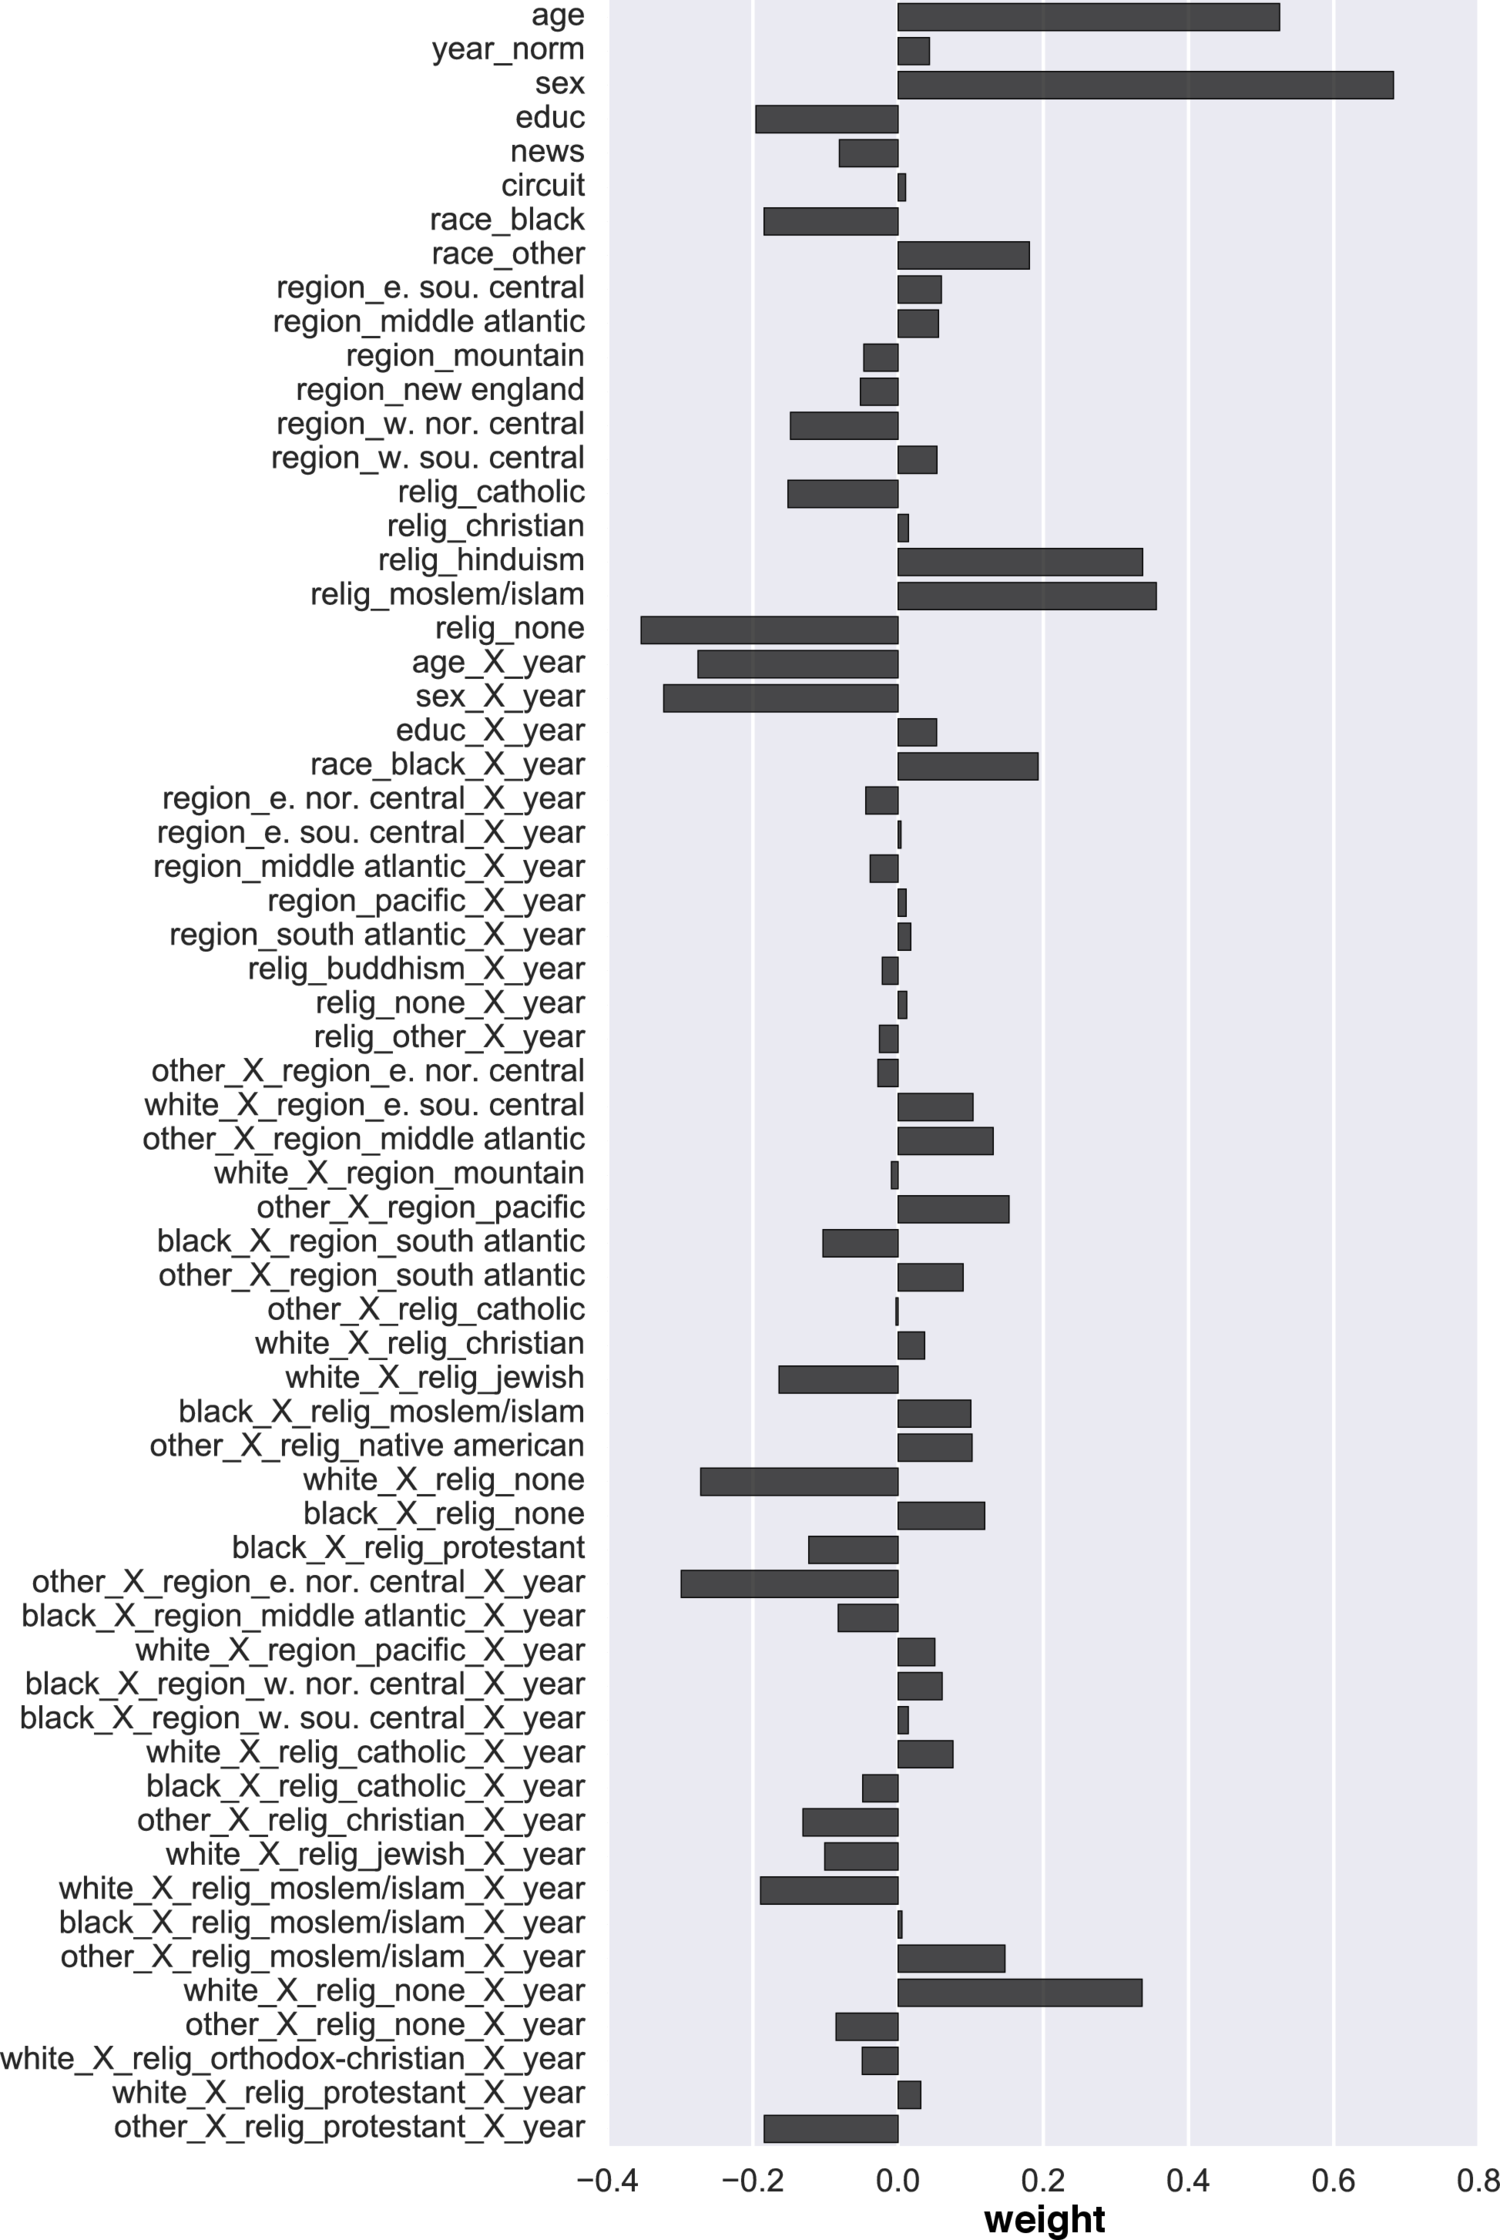 age
year_norm
sex
educ
news
circuit
race_black
race_other
region_e. sou. central
region_middle atlantic
region_mountain
region_new england
region_w. nor. central
region_w. sou. central
relig_catholic
relig_christian
relig_hinduism
relig_moslem/islam
relig_none
age_X_year
sex_X_year
educ_X_year
race_black_X_year
region_e. nor. central_X_year
region_e. sou. central_X_year
region_middle atlantic_X_year
region_pacific_X_year
region_south atlantic_X_year
relig_buddhism_X_year
relig_none_X_year
relig_other_X_year
other_X_region_e. nor. central
white_X_region_e. sou. central
other_X_region_middle atlantic
white_X_region_mountain
other_X_region_pacific
black_X_region_south atlantic
other_X_region_south atlantic
other_X_relig_catholic
white_X_relig_christian
white_X_relig_jewish
black_X_relig_moslem/islam
other_X_relig_native american
white_X_relig_none
black_X_relig_none
black_X_relig_protestant
other_X_region_e. nor. central_X_year
black_X_region_middle atlantic_X_year
white_X_region_pacific_X_year
black_X_region_w. nor. central_X_year
black_X_region_w. sou. central_X_year
white_X_relig_catholic_X_year
black_X_relig_catholic_X_year
other_X_relig_christian_X_year
white_X_relig_jewish_X_year
white_X_relig_moslem/islam_X_year
black_X_relig_moslem/islam_X_year
other_X_relig_moslem/islam_X_year
white_X_relig_none_X_year
other_X_relig_none_X_year
white_X_relig_orthodox-christian_X_year
white_X_relig_protestant_X_year
other_X_relig_protestant_X_year
−0.4 −0.2 0.0 0.2 0.4 0.6 0.8
weight